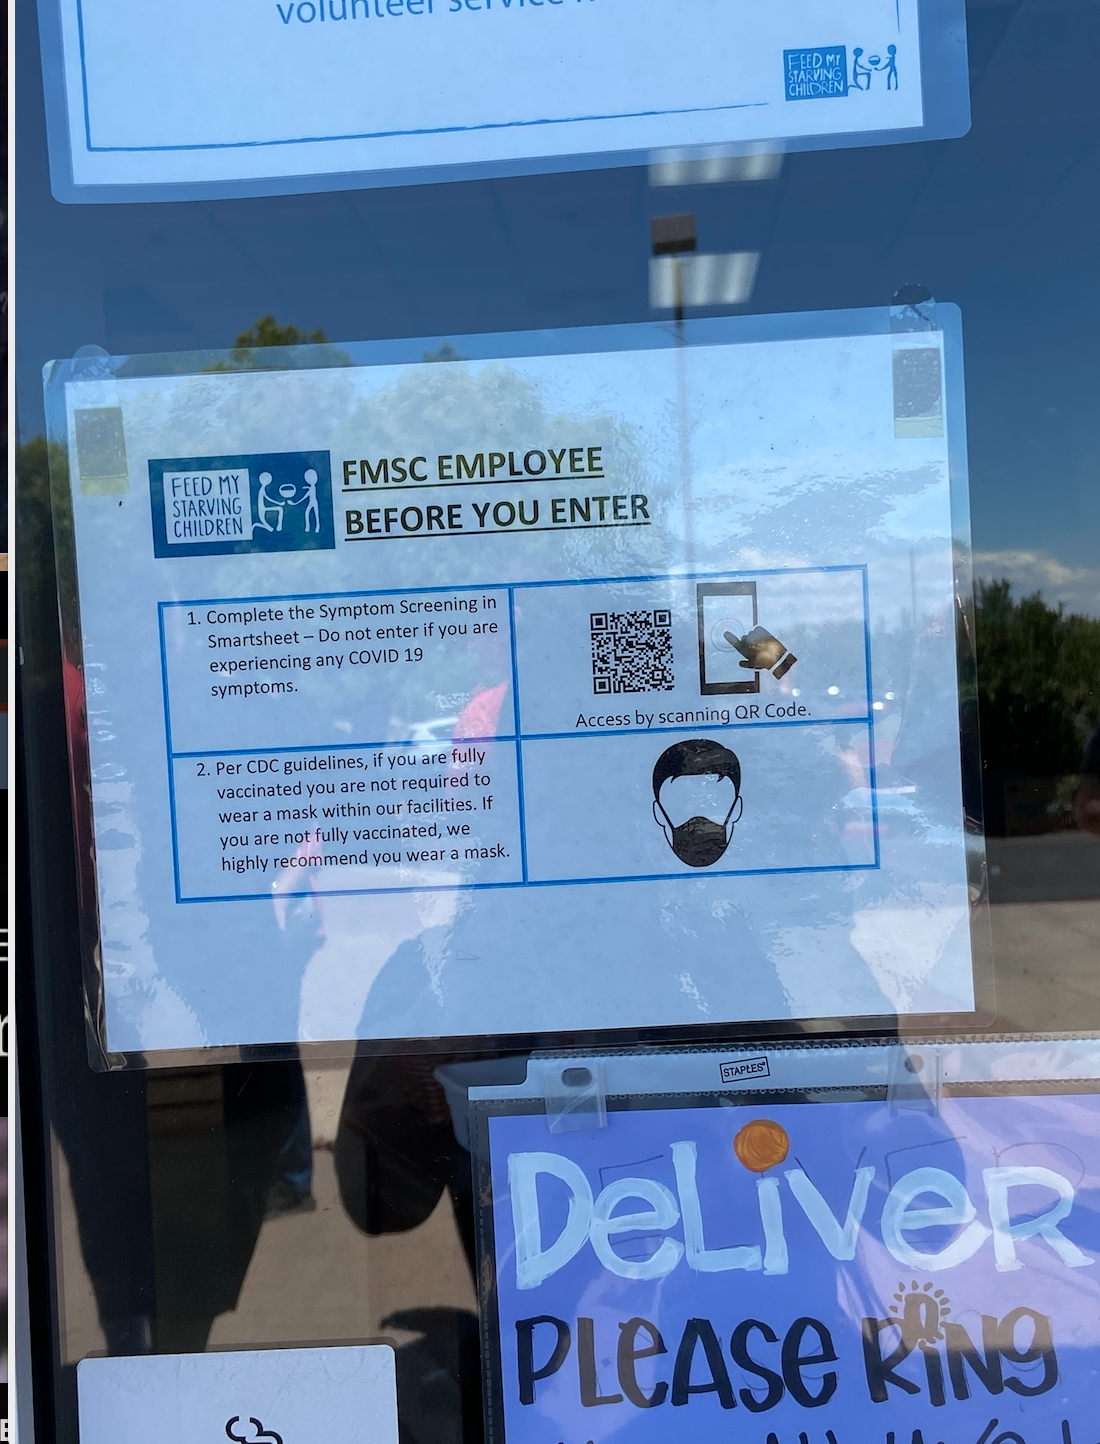 volunteer service
FEED MY
STARVING
CHILDREN
FEED MY
STARVING
CHILDREN
FMSC EMPLOYEE
BEFORE YOU ENTER
1. Complete the Symptom Screening in
Smartsheet – Do not enter if you are
experiencing any COVID 19
symptoms.
Access by scanning QR Code.
2. Per CDC guidelines, if you are fully
vaccinated you are not required to
wear a mask within our facilities. If
you are not fully vaccinated, we
highly recommend you wear a mask.
STAPLES
DeLiveR
PLEASE RiNg